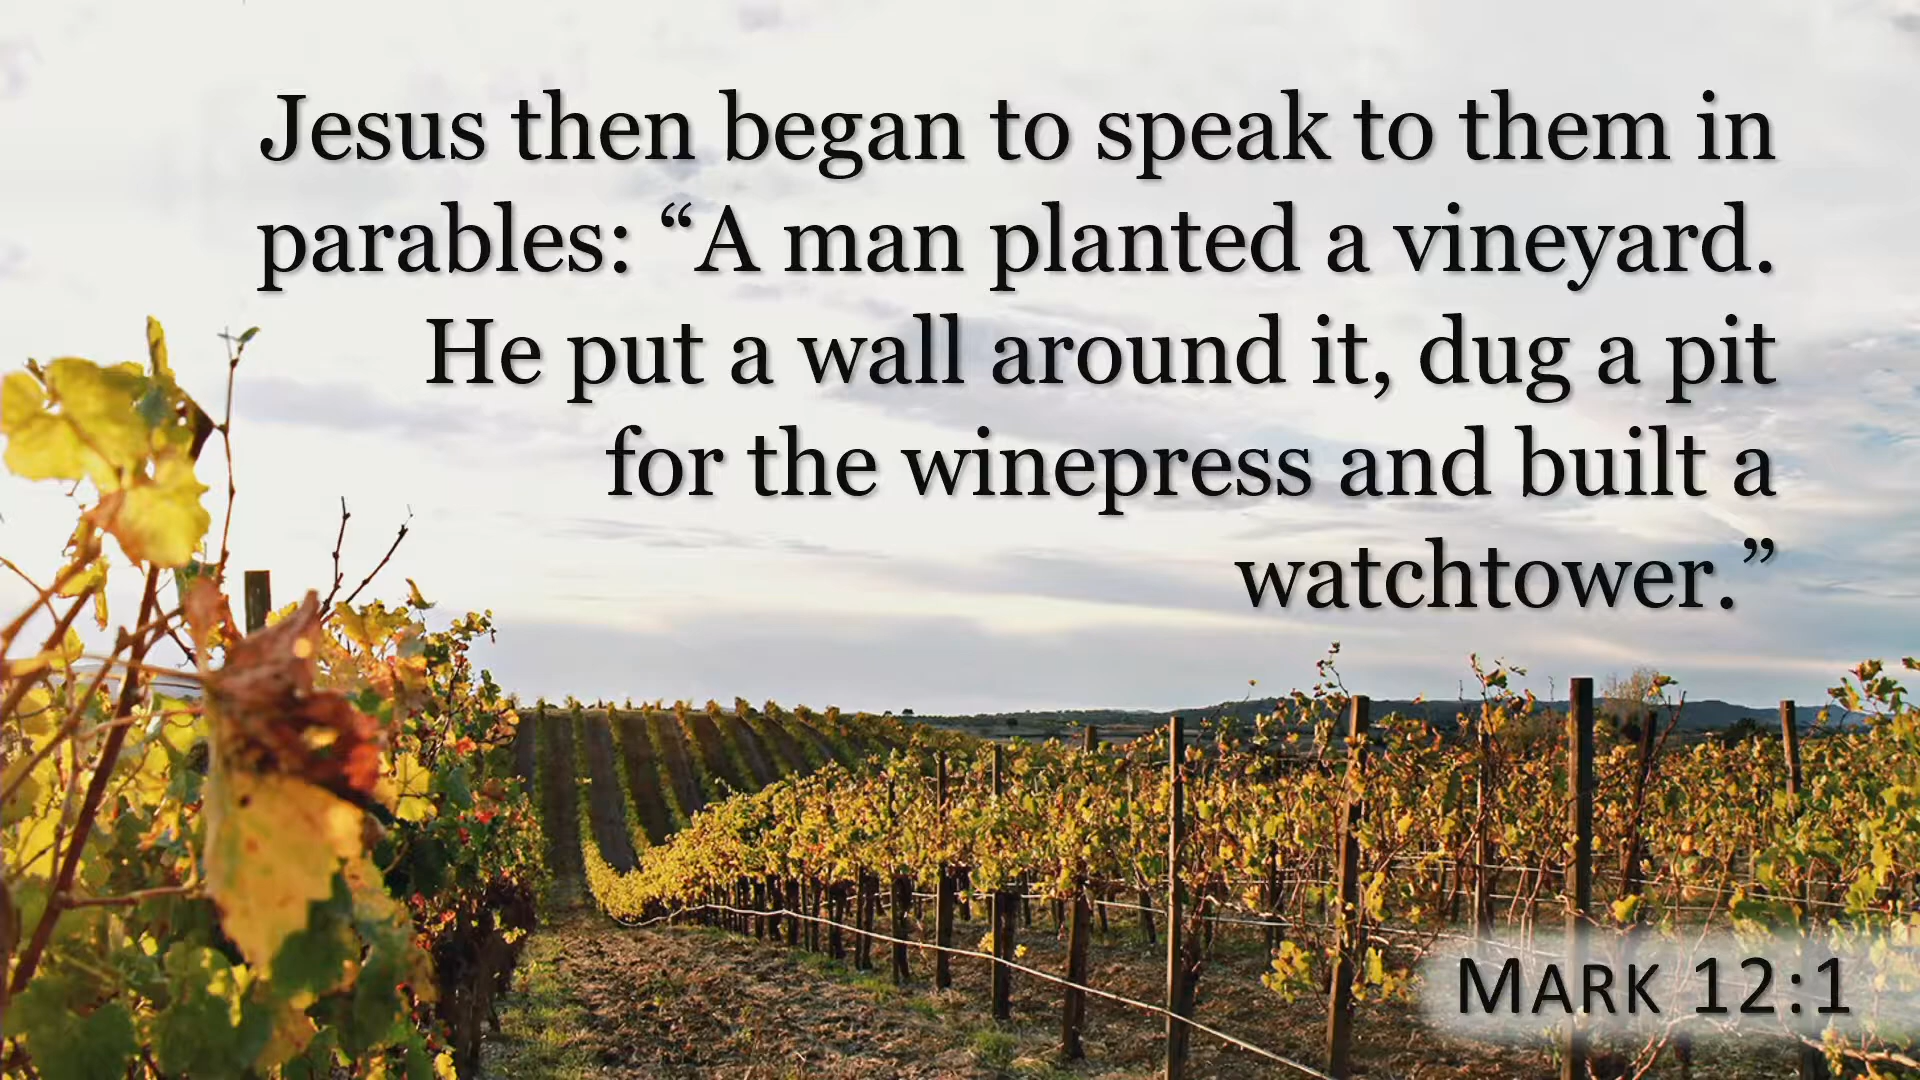 Jesus then began to speak to them in
parables: “A man planted a vineyard.
He put a wall around it, dug a pit
for the winepress and built a
watchtower.”
MARK 12:1